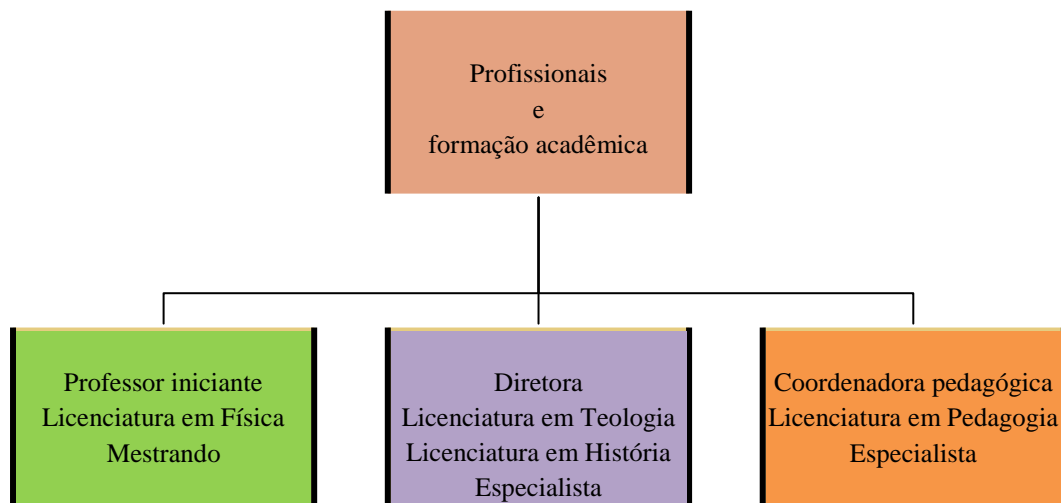 Profissionais
e
formação acadêmica
Professor iniciante
Licenciatura em Física
Mestrando
Diretora
Licenciatura em Teologia
Licenciatura em História
Especialista
Coordenadora pedagógica
Licenciatura em Pedagogia
Especialista